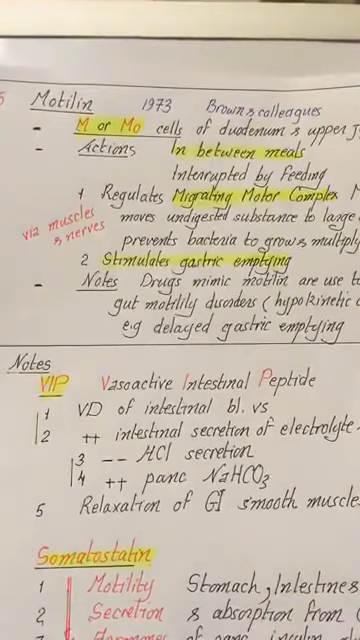 5 Motilin 1973 Brown & colleagues
- M or Mo cells of duodenum & upper J
- Actions In between meals
Interrupted by feeding
1 Regulates Migrating Motor Complex M
via muscles & nerves
moves undigested substance to large
prevents bacteria to grow & multiply
2 Stimulates gastric emptying
- Notes Drugs mimic motilin are use to
gut motility disorders (hypokinetic
e.g delayed gastric emptying
Notes
VIP Vasoactive Intestinal Peptide
1 VD of intestinal bl. vs
2 ++ intestinal secretion of electrolyte
3 -- HCl secretion
4 ++ panc NaHCO3
5 Relaxation of GI smooth muscle
Somatostatin
1 Motility Stomach, Intestines
2 Secretion & absorption from